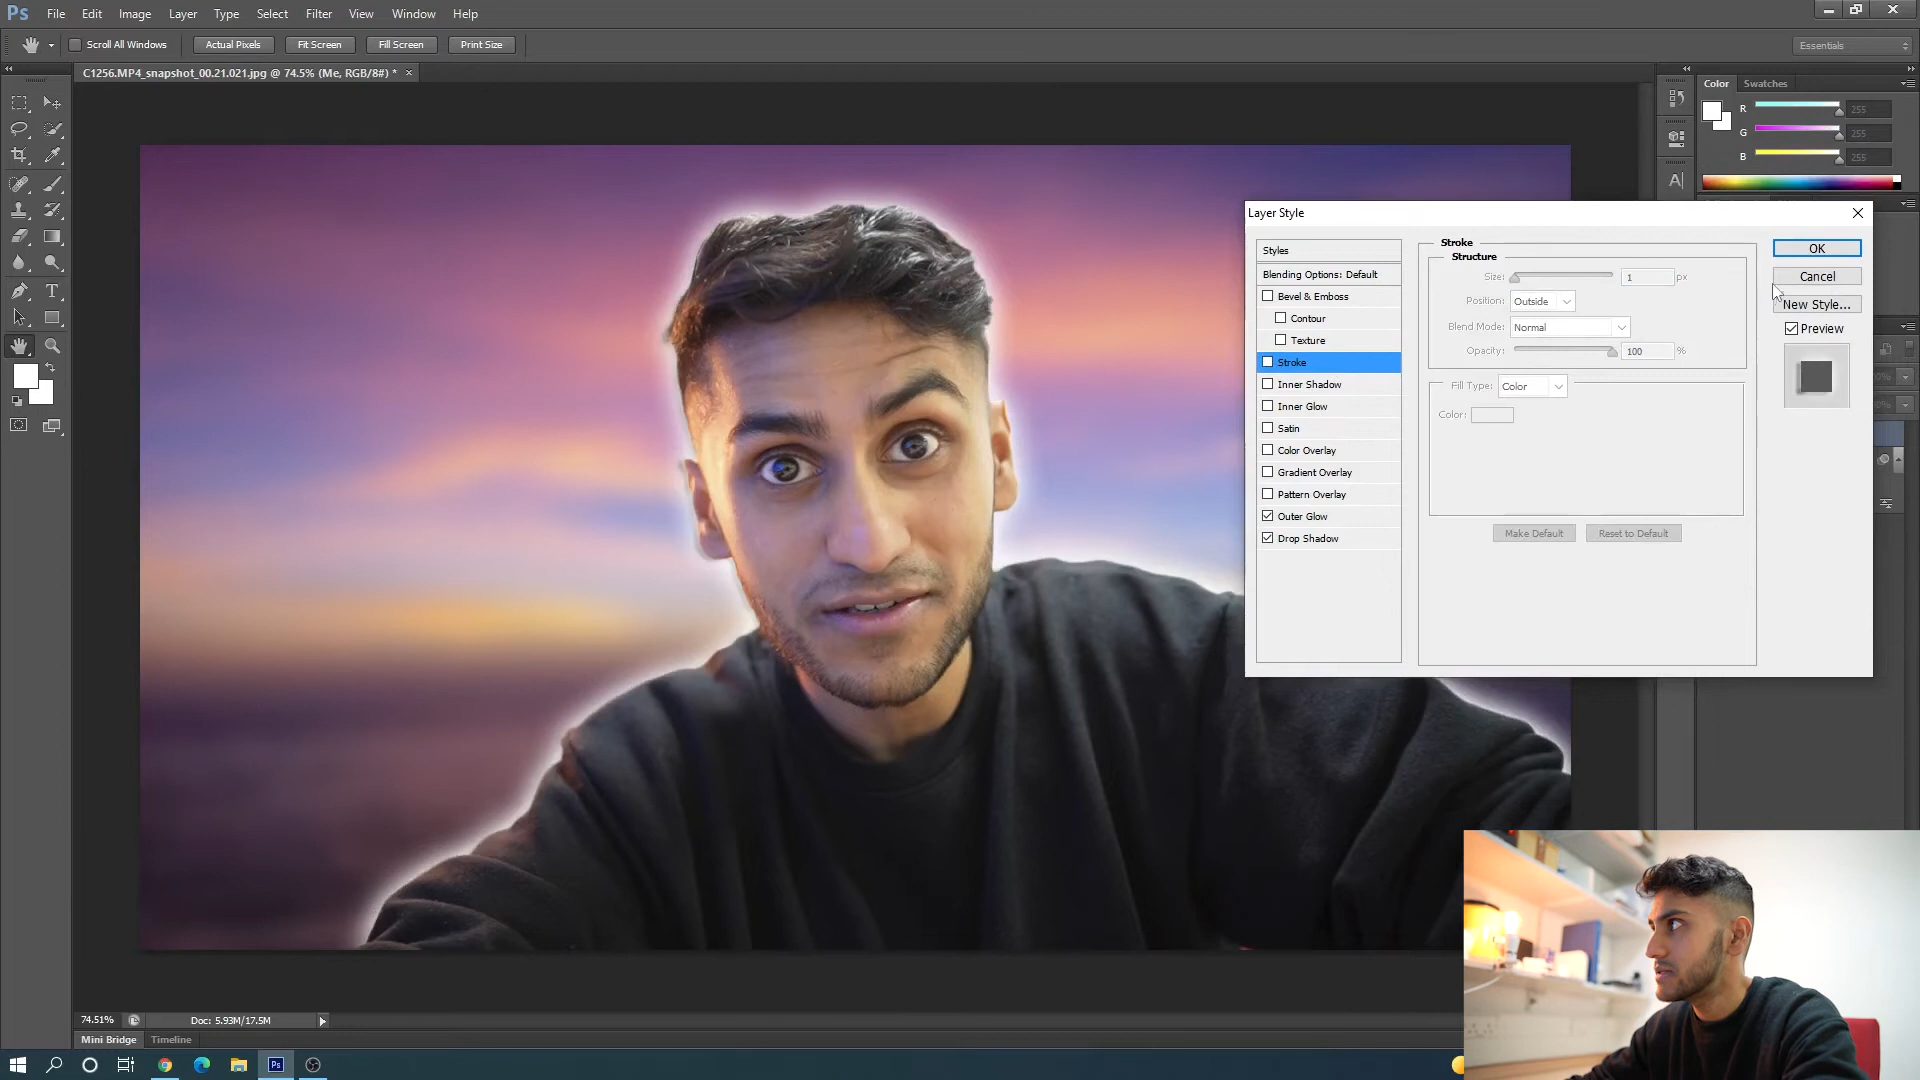 Ps File Edit Image Layer Type Select Filter View Window Help
Scroll All Windows Actual Pixels Fit Screen Fill Screen Print Size Essentials
C1256.MP4_snapshot_00.21.021.jpg @ 74.5% (Me, RGB/8#) * ×
Color Swatches
R 255
G 255
B 255
Layer Style
Styles
Blending Options: Default
Bevel & Emboss
Contour
Texture
Stroke
Inner Shadow
Inner Glow
Satin
Color Overlay
Gradient Overlay
Pattern Overlay
Outer Glow
Drop Shadow
Stroke
Structure
Size: 1 px
Position: Outside
Blend Mode: Normal
Opacity: 100 %
Fill Type: Color
Color:
Make Default Reset to Default
OK
Cancel
New Style...
Preview
74.51% Doc: 5.93M/17.5M
Mini Bridge Timeline
Ps